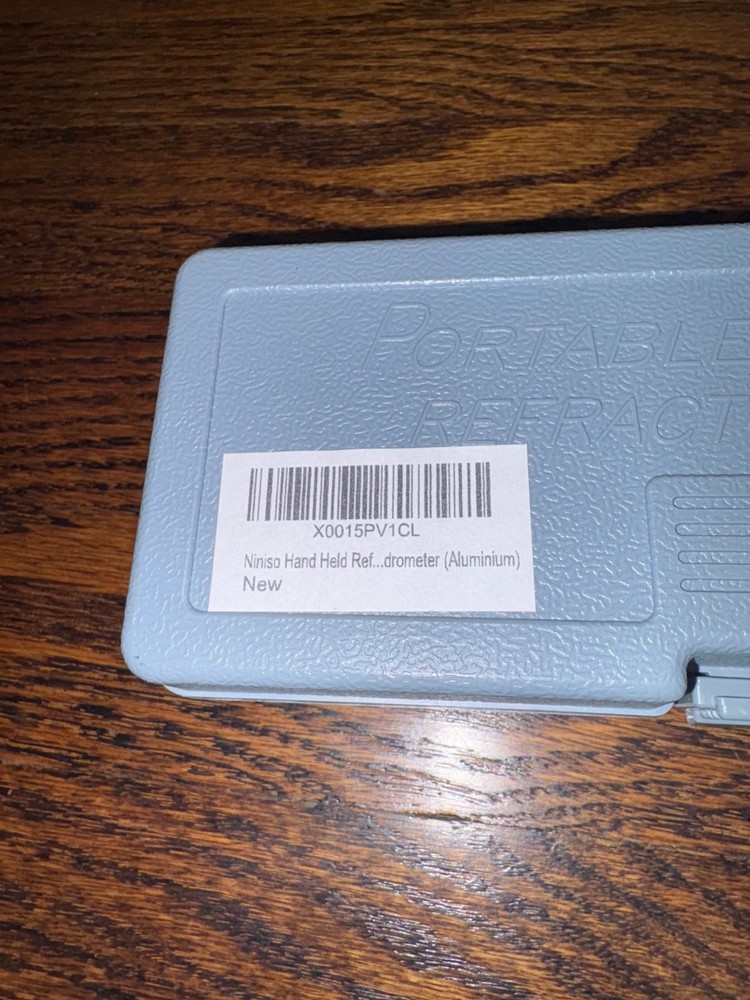 PORTABLE
REFRACT
X0015PV1CL
Niniso Hand Held Ref...drometer (Aluminium)
New